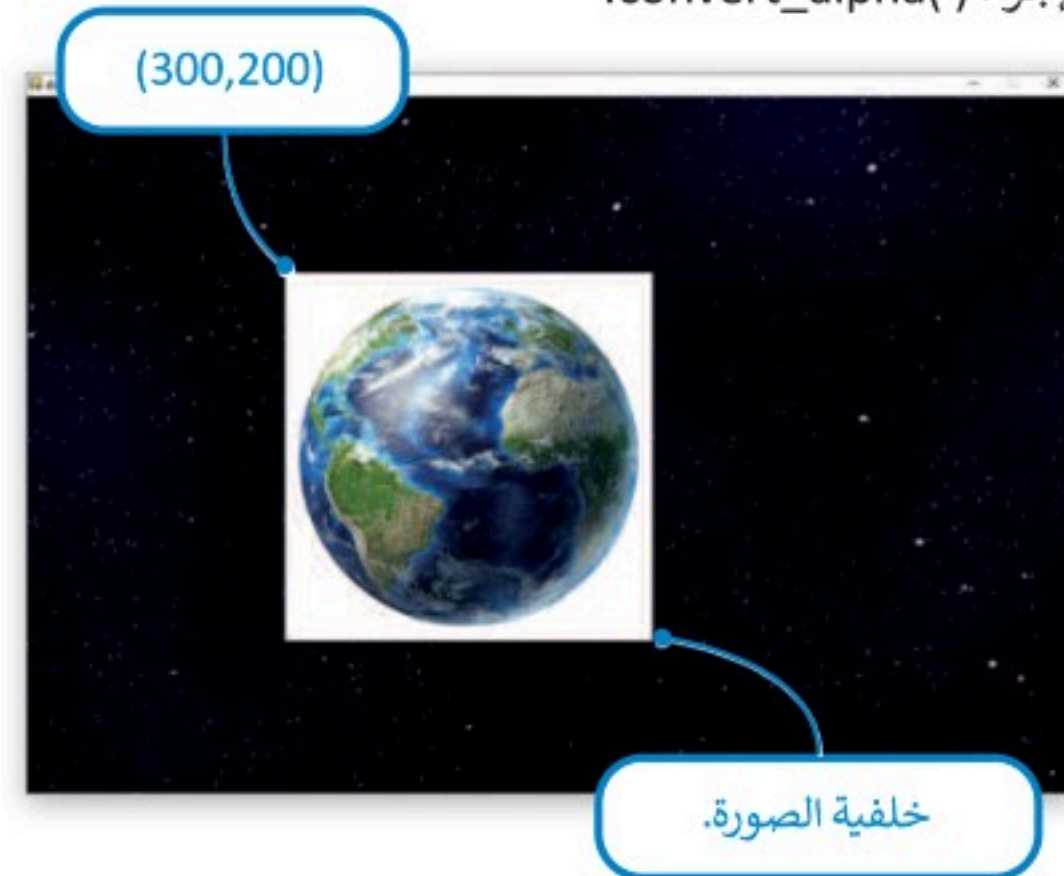 .convert_alpha( )
(300,200)
خلفية الصورة.